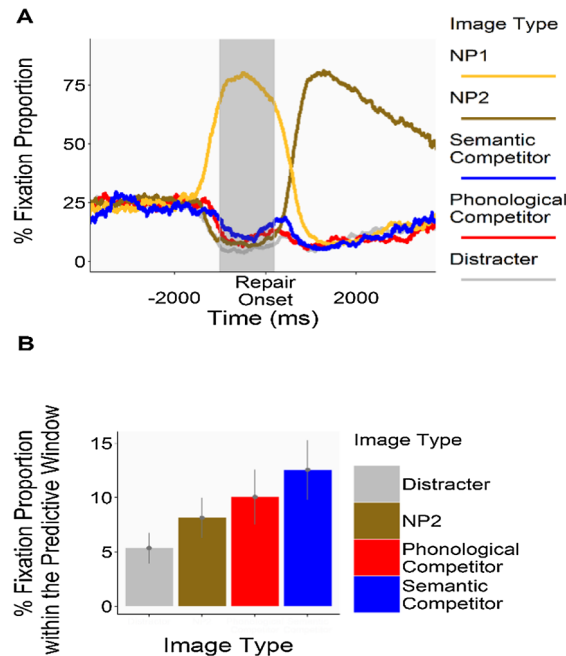 A
Image Type
NP1
NP2
Semantic
Competitor
Phonological
Competitor
Distracter
% Fixation Proportion
75
50
25
0
-2000
Repair
Onset
2000
Time (ms)
B
% Fixation Proportion
within the Predictive Window
15
10
5
0
Image Type
Image Type
Distracter
NP2
Phonological
Competitor
Semantic
Competitor